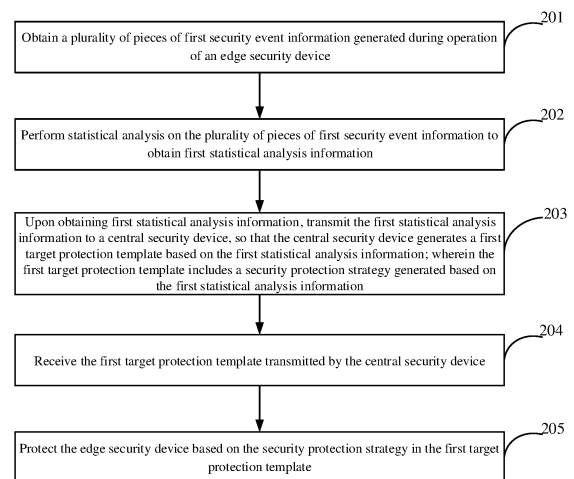 201
Obtain a plurality of pieces of first security event information generated during operation
of an edge security device
202
Perform statistical analysis on the plurality of pieces of first security event information to
obtain first statistical analysis information
203
Upon obtaining first statistical analysis information, transmit the first statistical analysis
information to a central security device, so that the central security device generates a first
target protection template based on the first statistical analysis information; wherein the
first target protection template includes a security protection strategy generated based on
the first statistical analysis information
204
Receive the first target protection template transmitted by the central security device
205
Protect the edge security device based on the security protection strategy in the first target
protection template